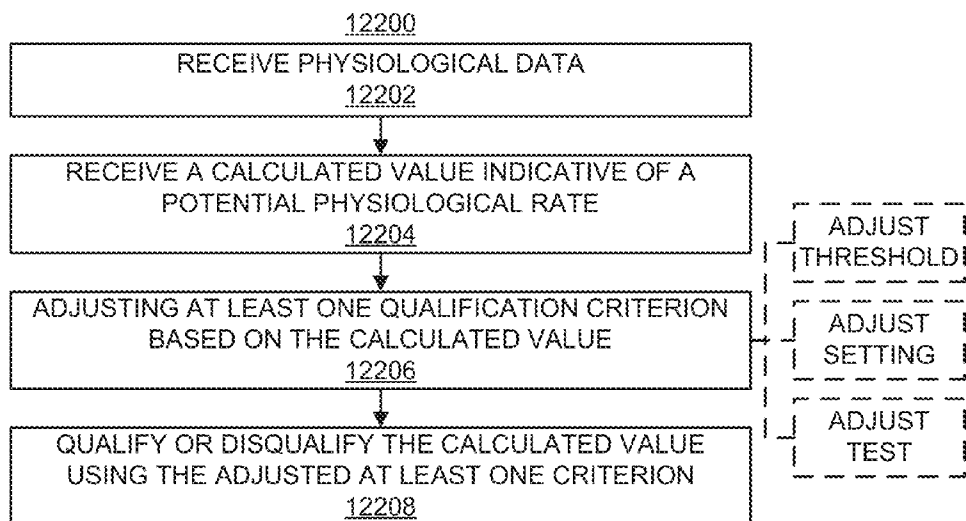 12200
RECEIVE PHYSIOLOGICAL DATA
12202
RECEIVE A CALCULATED VALUE INDICATIVE OF A
POTENTIAL PHYSIOLOGICAL RATE
12204
ADJUSTING AT LEAST ONE QUALIFICATION CRITERION
BASED ON THE CALCULATED VALUE
12206
ADJUST
THRESHOLD
ADJUST
SETTING
ADJUST
TEST
QUALIFY OR DISQUALIFY THE CALCULATED VALUE
USING THE ADJUSTED AT LEAST ONE CRITERION
12208